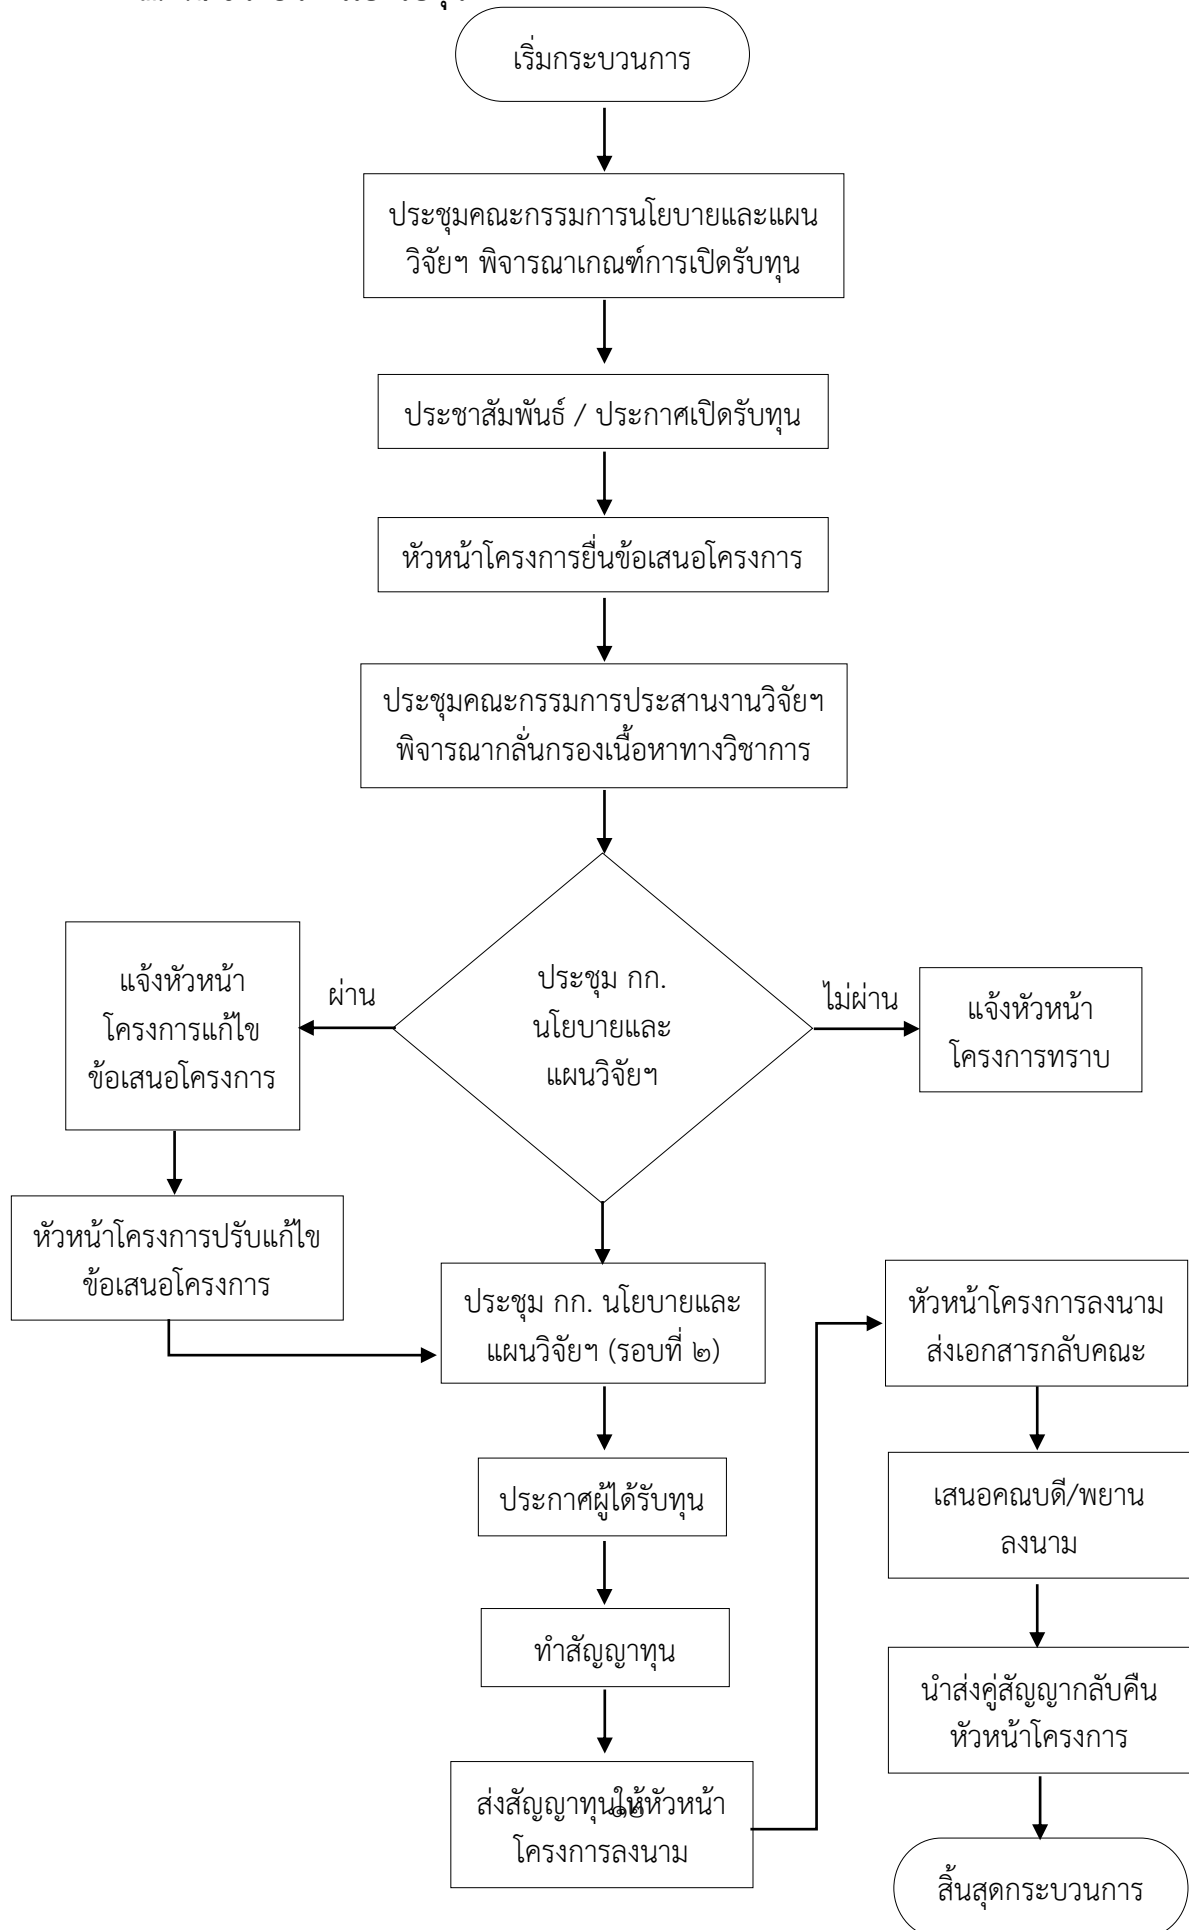 เริ่มกระบวนการ
ประชุมคณะกรรมการนโยบายและแผน
วิจัยฯ พิจารณาเกณฑ์การเปิดรับทุน
ประชาสัมพันธ์ / ประกาศเปิดรับทุน
หัวหน้าโครงการยื่นข้อเสนอโครงการ
ประชุมคณะกรรมการประสานงานวิจัยฯ
พิจารณากลั่นกรองเนื้อหาทางวิชาการ
ประชุม กก.
นโยบายและ
แผนวิจัยฯ
ผ่าน
แจ้งหัวหน้า
โครงการแก้ไข
ข้อเสนอโครงการ
ไม่ผ่าน
แจ้งหัวหน้า
โครงการทราบ
หัวหน้าโครงการปรับแก้ไข
ข้อเสนอโครงการ
ประชุม กก. นโยบายและ
แผนวิจัยฯ (รอบที่ ๒)
ประกาศผู้ได้รับทุน
ทำสัญญาทุน
ส่งสัญญาทุนให้หัวหน้า
โครงการลงนาม
๑๒
หัวหน้าโครงการลงนาม
ส่งเอกสารกลับคณะ
เสนอคณบดี/พยาน
ลงนาม
นำส่งคู่สัญญากลับคืน
หัวหน้าโครงการ
สิ้นสุดกระบวนการ